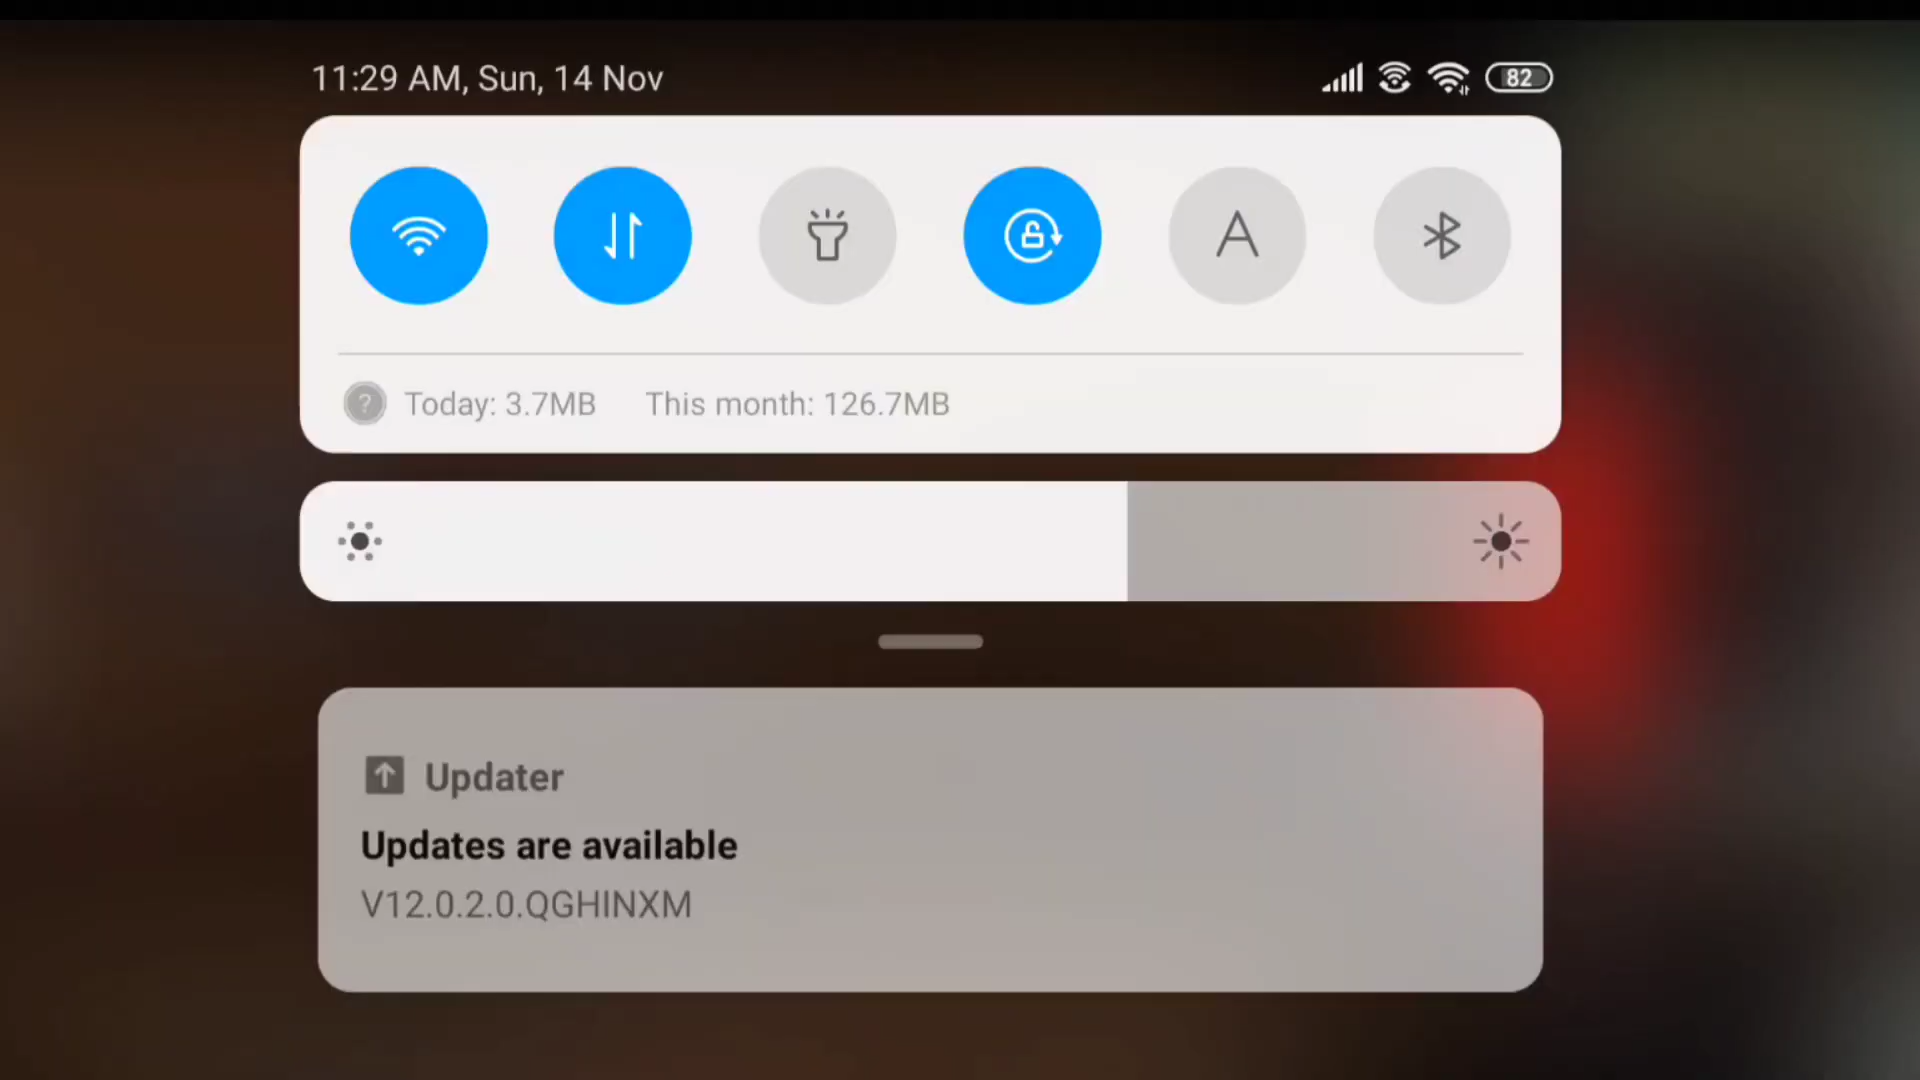 11:29 AM, Sun, 14 Nov
82
A
Today: 3.7MB This month: 126.7MB
Updater
Updates are available
V12.0.2.0.QGHINXM